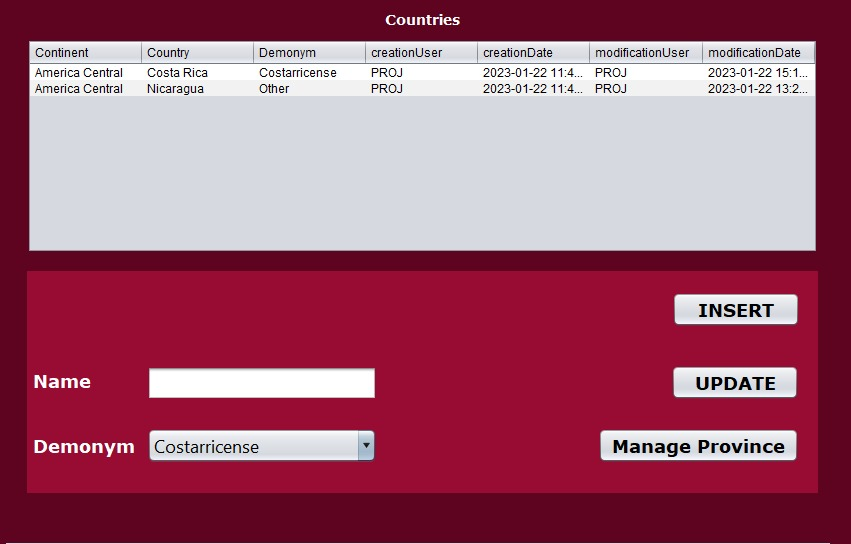 Countries
Continent Country Demonym creationUser creationDate modificationUser modificationDate
America Central Costa Rica Costarricense PROJ 2023-01-22 11:4... PROJ 2023-01-22 15:1...
America Central Nicaragua Other PROJ 2023-01-22 11:4... PROJ 2023-01-22 13:2...
INSERT
Name UPDATE
Demonym Costarricense Manage Province